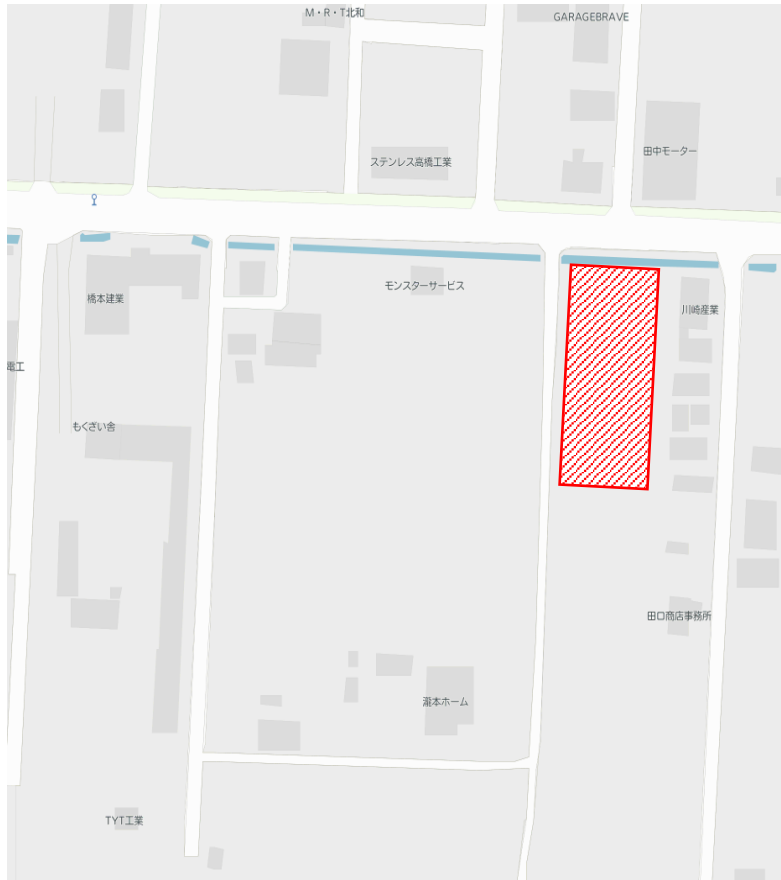 M・R・T北和
GARAGEBRAVE
田中モーター
ステンレス高橋工業
橋本建業
モンスターサービス
川崎産業
電工
もくざい舎
田口商店事務所
瀧本ホーム
TYT工業